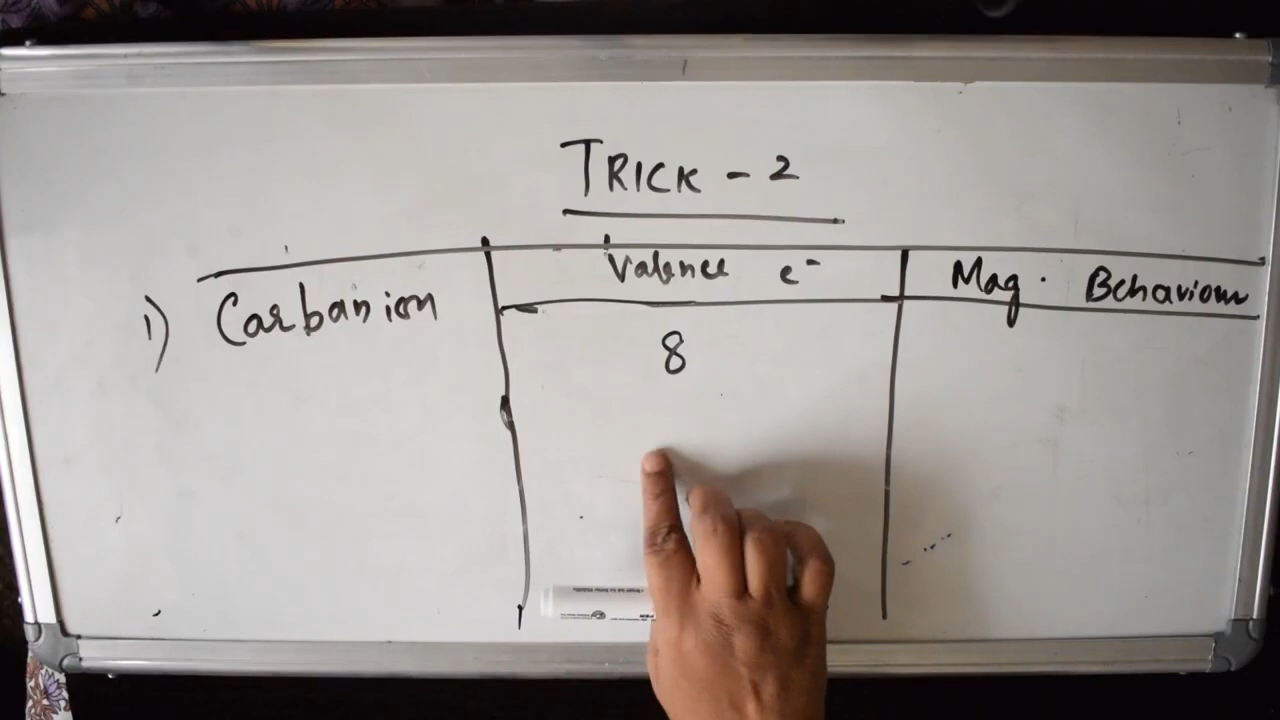 TRICK - 2
Valence e⁻
Mag. Behaviour
1) Carbanion
8